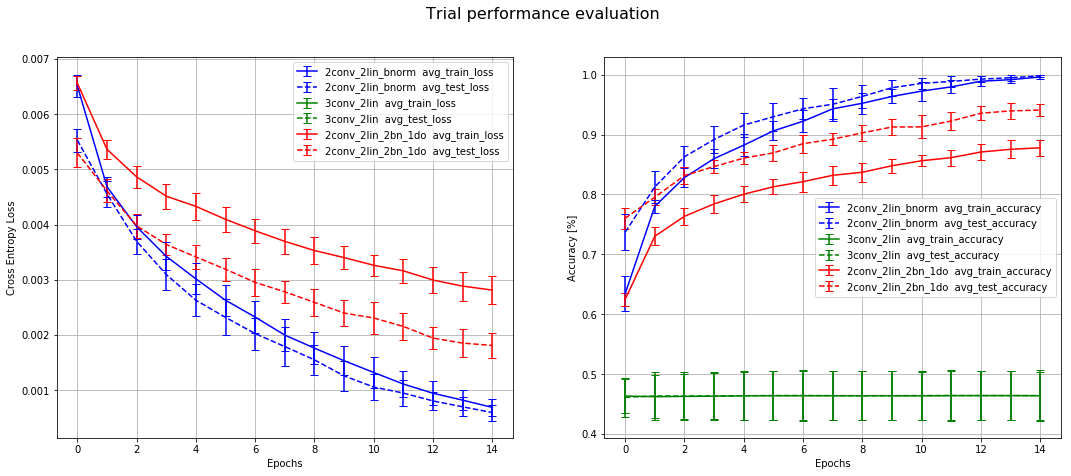 Trial performance evaluation
0.007
0.006
0.005
0.004
0.003
0.002
0.001
Cross Entropy Loss
2conv_2lin_bnorm avg_train_loss
2conv_2lin_bnorm avg_test_loss
3conv_2lin avg_train_loss
3conv_2lin avg_test_loss
2conv_2lin_2bn_1do avg_train_loss
2conv_2lin_2bn_1do avg_test_loss
0 2 4 6 8 10 12 14
Epochs
1.0
0.9
0.8
0.7
0.6
0.5
0.4
Accuracy [%]
2conv_2lin_bnorm avg_train_accuracy
2conv_2lin_bnorm avg_test_accuracy
3conv_2lin avg_train_accuracy
3conv_2lin avg_test_accuracy
2conv_2lin_2bn_1do avg_train_accuracy
2conv_2lin_2bn_1do avg_test_accuracy
0 2 4 6 8 10 12 14
Epochs